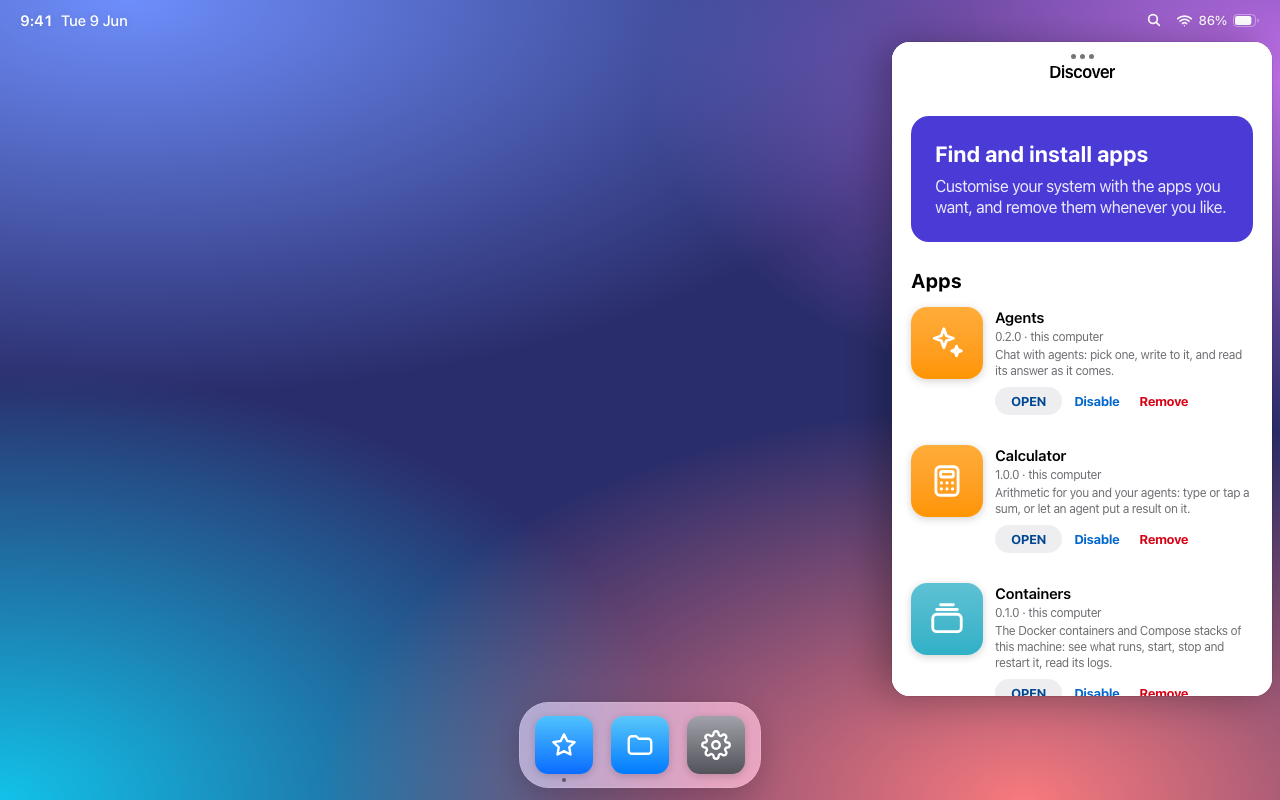 9:41 Tue 9 Jun
86%
Discover
Find and install apps
Customise your system with the apps you
want, and remove them whenever you like.
Apps
Agents
0.2.0 · this computer
Chat with agents: pick one, write to it, and read
its answer as it comes.
OPEN Disable Remove
Calculator
1.0.0 · this computer
Arithmetic for you and your agents: type or tap a
sum, or let an agent put a result on it.
OPEN Disable Remove
Containers
0.1.0 · this computer
The Docker containers and Compose stacks of
this machine: see what runs, start, stop and
restart it, read its logs.
OPEN Disable Remove